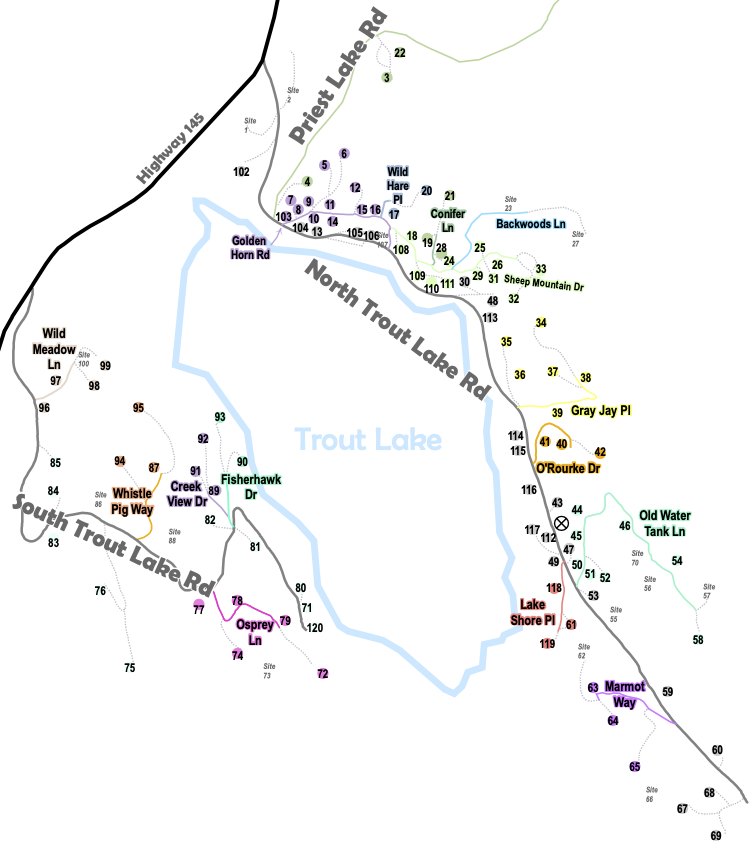 Priest Lake Rd
22
3
Site
2
Site
1
Highway 145
102
6
5
4
12
Wild
Hare
Pl
20
21
7
9
8
11
15
16
17
Conifer
Ln
Site
23
Backwoods Ln
Site
27
103
10
14
104
13
105
106
Site
107
108
18
19
28
24
25
26
33
Golden
Horn Rd
109
110
111
30
29
31
32
Sheep Mountain Dr
48
113
North Trout Lake Rd
34
35
36
37
38
39
Gray Jay Pl
Wild
Meadow
Ln
Site
100
99
98
97
96
95
93
92
Trout Lake
114
115
41
40
42
O'Rourke Dr
94
87
91
90
89
Creek
View Dr
Fisherhawk
Dr
85
84
Site
86
Whistle
Pig Way
82
81
83
Site
88
South Trout Lake Rd
116
43
44
117
112
45
46
47
Old Water
Tank Ln
Site
70
54
Site
56
Site
57
49
50
51
52
53
118
Lake
Shore Pl
61
119
Site
55
58
76
75
77
78
79
80
71
120
Osprey
Ln
74
Site
73
72
Site
62
63
Marmot
Way
59
64
65
60
Site
66
68
67
69